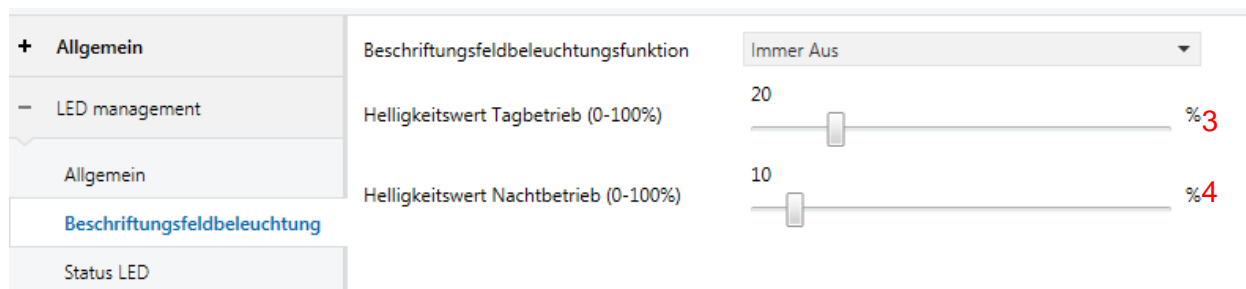 + Allgemein
Beschriftungsfeldbeleuchtungsfunktion Immer Aus
− LED management
20
Helligkeitswert Tagbetrieb (0-100%) % 3
Allgemein
10
Helligkeitswert Nachtbetrieb (0-100%) % 4
Beschriftungsfeldbeleuchtung
Status LED